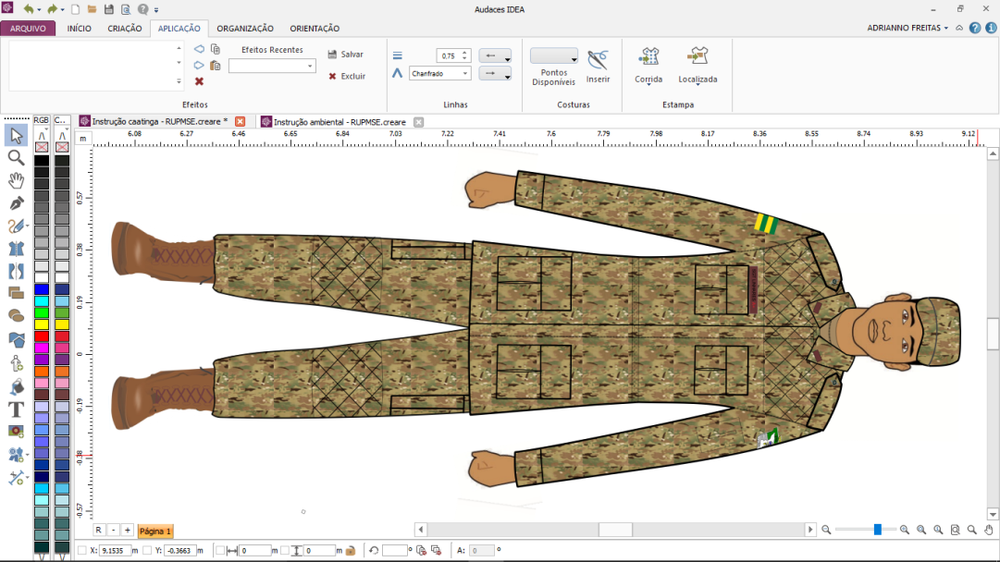 Audaces IDEA
ARQUIVO INÍCIO CRIAÇÃO APLICAÇÃO ORGANIZAÇÃO ORIENTAÇÃO ADRIANNO FREITAS
Efeitos Recentes
Salvar
Excluir
Efeitos
0.75
Chanfrado
Linhas
Pontos
Disponíveis
Inserir
Costuras
Corrida
Localizada
Estampa
RGB C...
Instrução caatinga - RUPMSE.creare *
Instrução ambiental - RUPMSE.creare
m
6.08 6.27 6.46 6.65 6.84 7.03 7.22 7.41 7.6 7.79 7.98 8.17 8.36 8.55 8.74 8.93 9.12
0.57
0.38
0.19
0
-0.19
-0.38
-0.57
R - + Página 1
X: 9,1535 m Y: -0,3663 m 0 m 0 m º A: 0 º